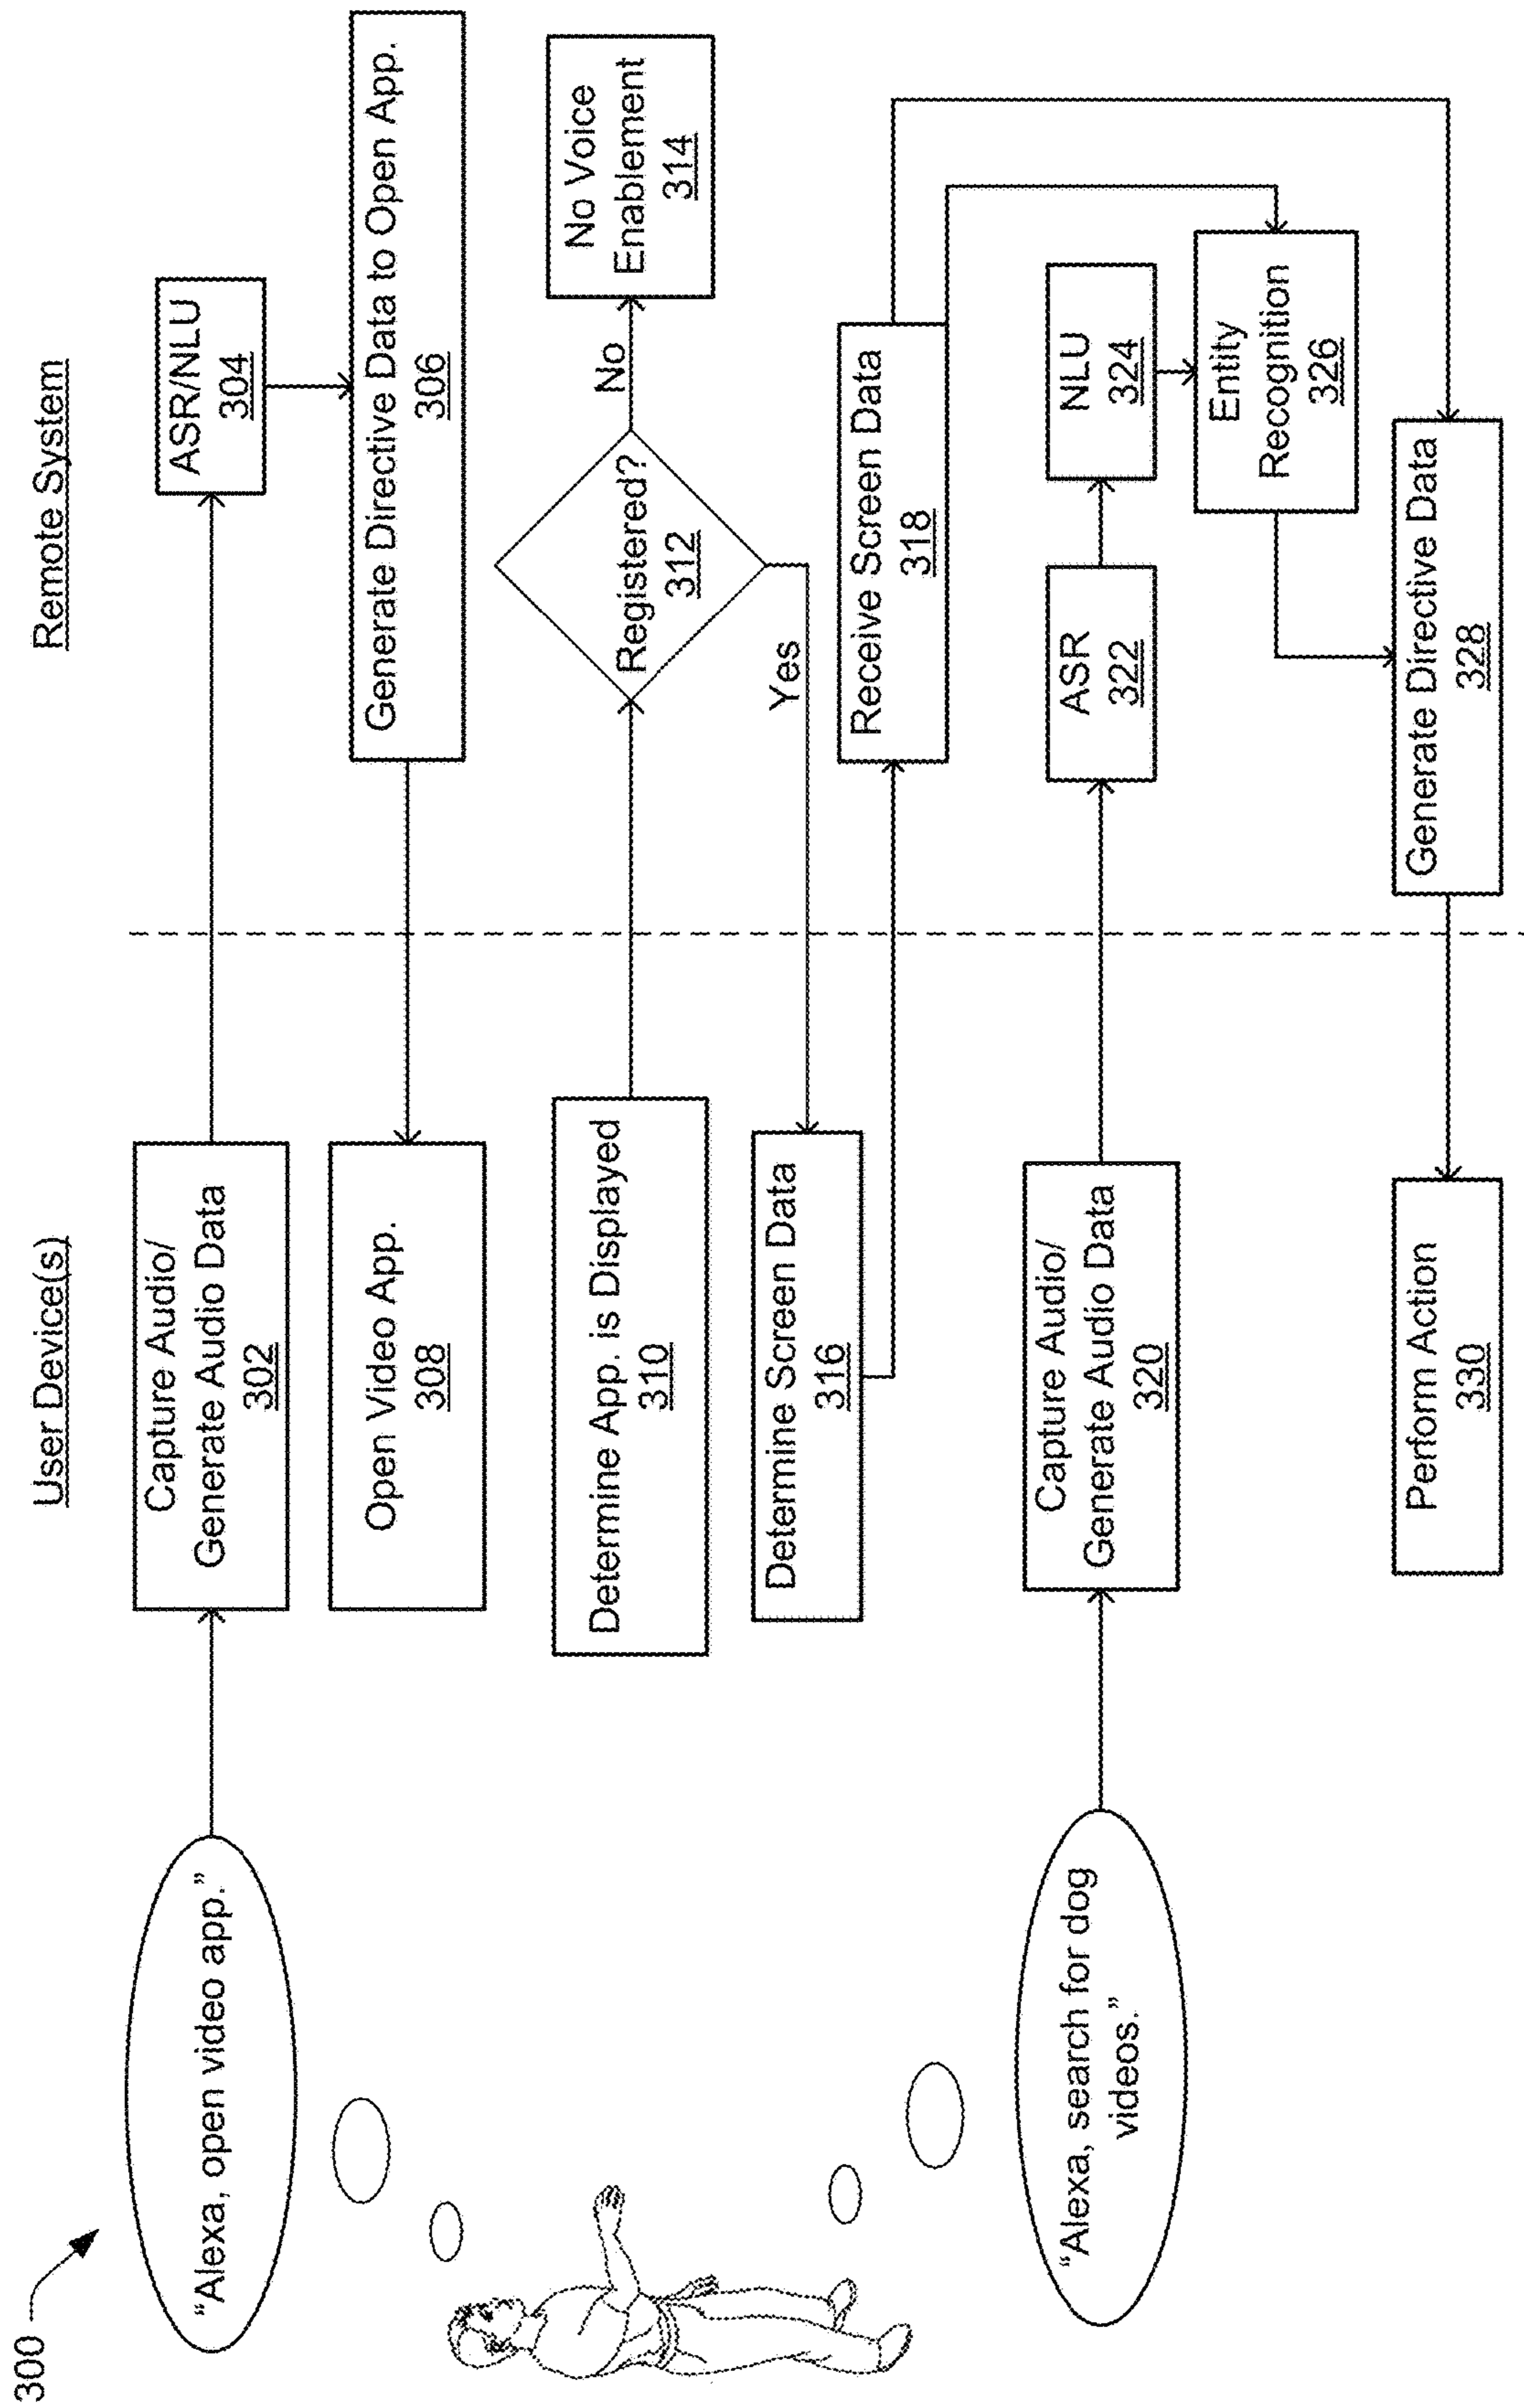 300
User Device(s)
Remote System
“Alexa, open video app.”
Capture Audio/
Generate Audio Data
302
ASR/NLU
304
Generate Directive Data to Open App.
306
Open Video App.
308
Determine App. is Displayed
310
Registered?
312
No
No Voice
Enablement
314
Yes
Determine Screen Data
316
Receive Screen Data
318
“Alexa, search for dog
videos.”
Capture Audio/
Generate Audio Data
320
ASR
322
NLU
324
Entity
Recognition
326
Generate Directive Data
328
Perform Action
330